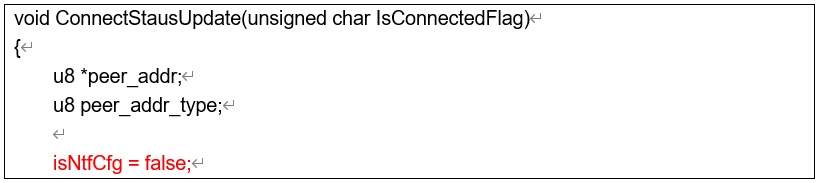 void ConnectStausUpdate(unsigned char IsConnectedFlag)↵
{↵
u8 *peer_addr;↵
u8 peer_addr_type;↵
↵
isNtfCfg = false;↵